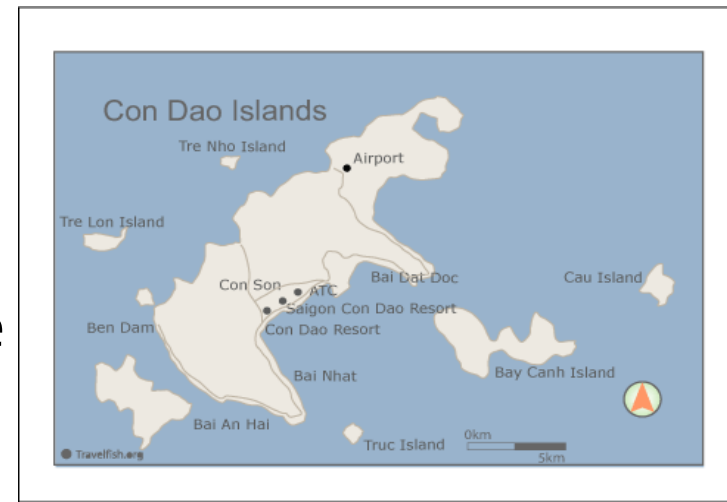 Con Dao Islands
Tre Nho Island
Airport
Tre Lon Island
Con Son
Bai Dat Doc
Cau Island
ATC
Saigon Con Dao Resort
Con Dao Resort
Ben Dam
Bai Nhat
Bay Canh Island
Bai An Hai
Truc Island
0km
5km
Travelfish.org
e